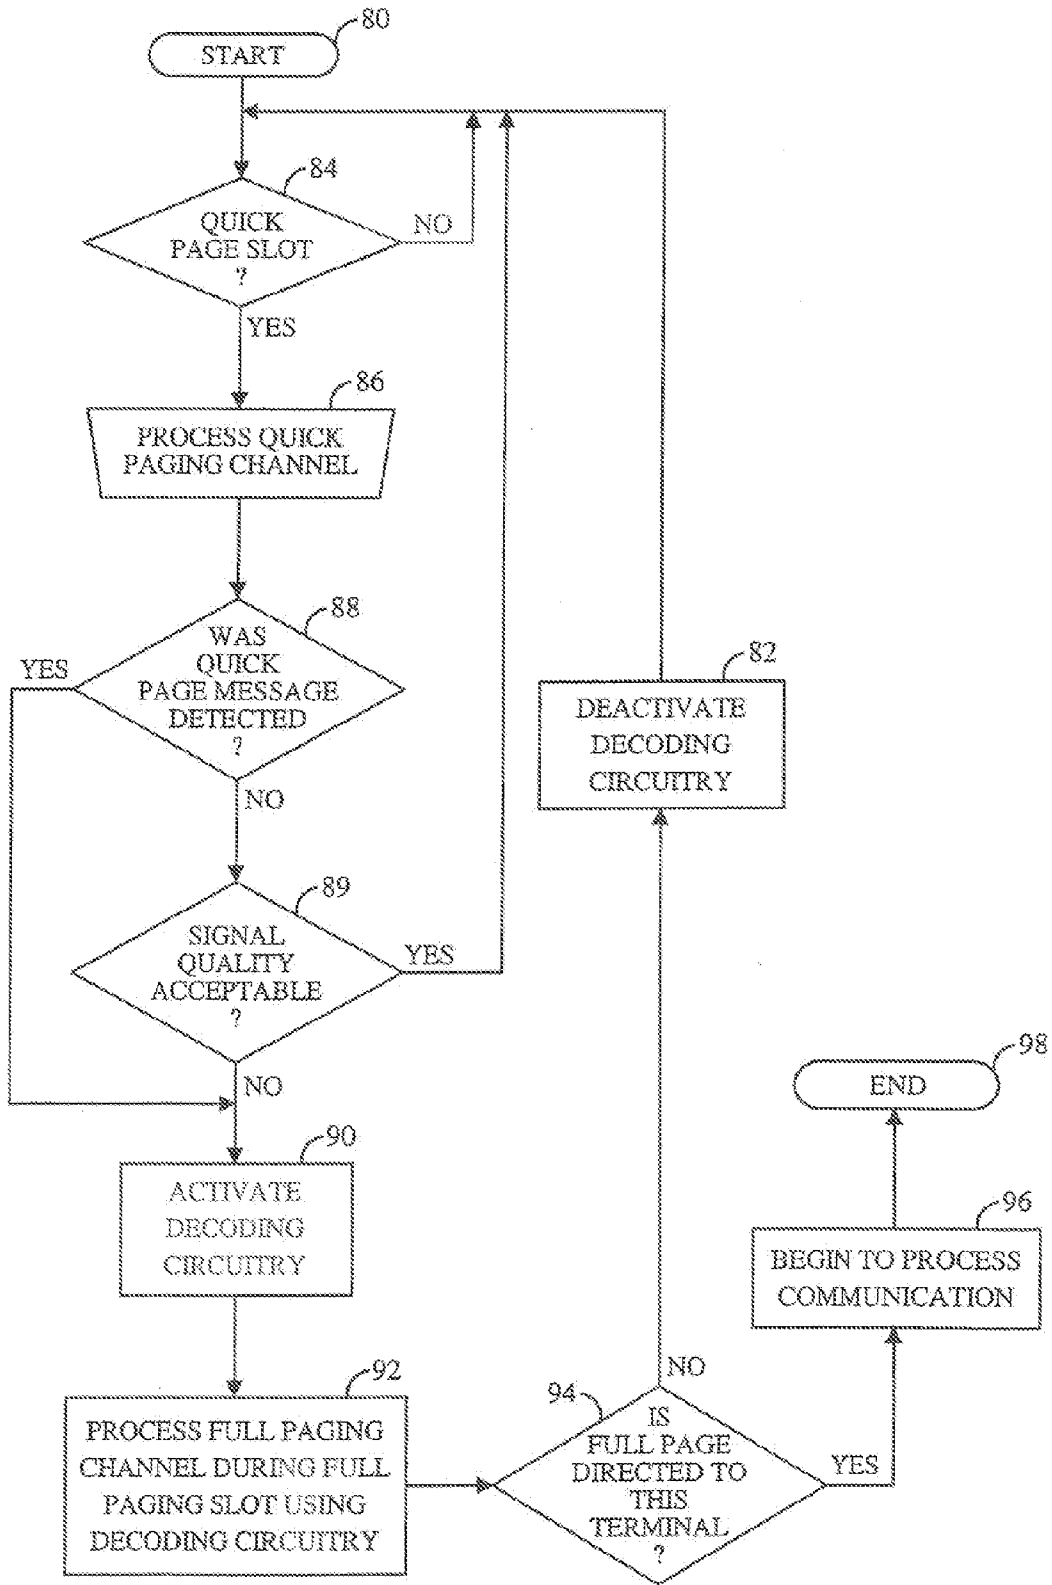 80
START
84
QUICK
PAGE SLOT
?
NO
YES
86
PROCESS QUICK
PAGING CHANNEL
88
WAS
QUICK
PAGE MESSAGE
DETECTED
?
YES
NO
82
DEACTIVATE
DECODING
CIRCUITRY
89
SIGNAL
QUALITY
ACCEPTABLE
?
YES
NO
90
ACTIVATE
DECODING
CIRCUITRY
92
PROCESS FULL PAGING
CHANNEL DURING FULL
PAGING SLOT USING
DECODING CIRCUITRY
94
IS
FULL PAGE
DIRECTED TO
THIS
TERMINAL
?
NO
YES
96
BEGIN TO PROCESS
COMMUNICATION
98
END